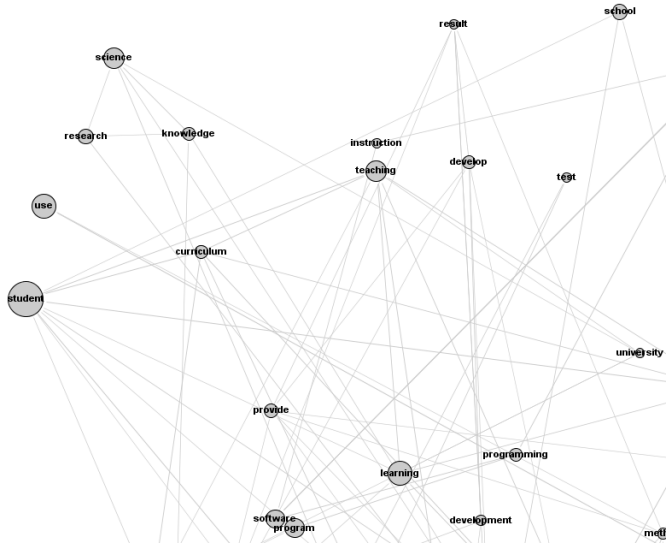 school
result
science
research
knowledge
instruction
develop
teaching
test
use
curriculum
student
university
provide
programming
learning
software
program
development
meth